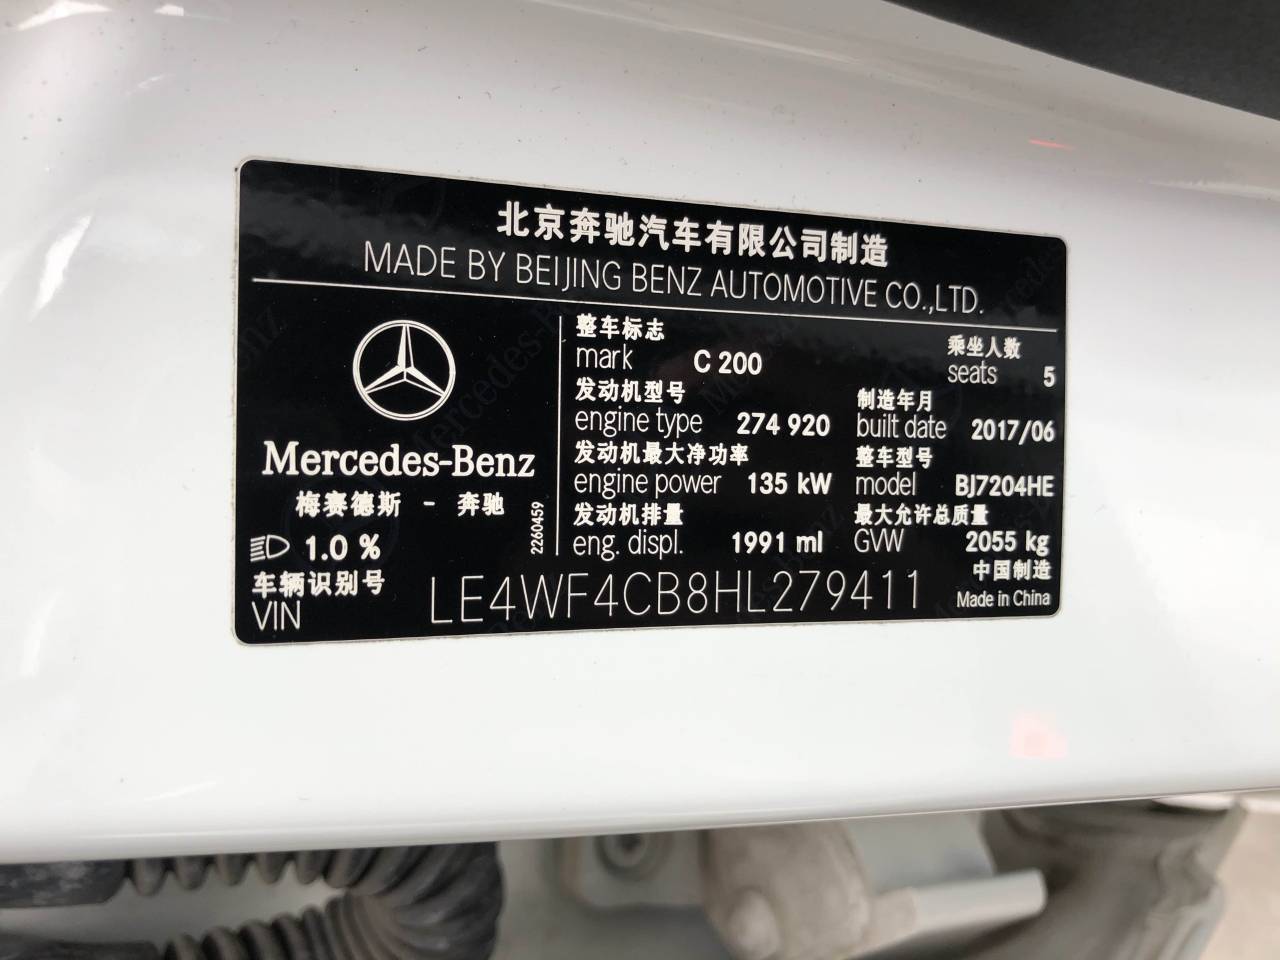 北京奔驰汽车有限公司制造
MADE BY BEIJING BENZ AUTOMOTIVE CO.,LTD.
Mercedes-Benz
梅赛德斯 - 奔驰
1.0 %
2260459
整车标志
mark C 200
乘坐人数
seats 5
发动机型号
engine type 274 920
制造年月
built date 2017/06
发动机最大净功率
engine power 135 kW
整车型号
model BJ7204HE
发动机排量
eng. displ. 1991 ml
最大允许总质量
GVW 2055 kg
车辆识别号
VIN LE4WF4CB8HL279411
中国制造
Made in China